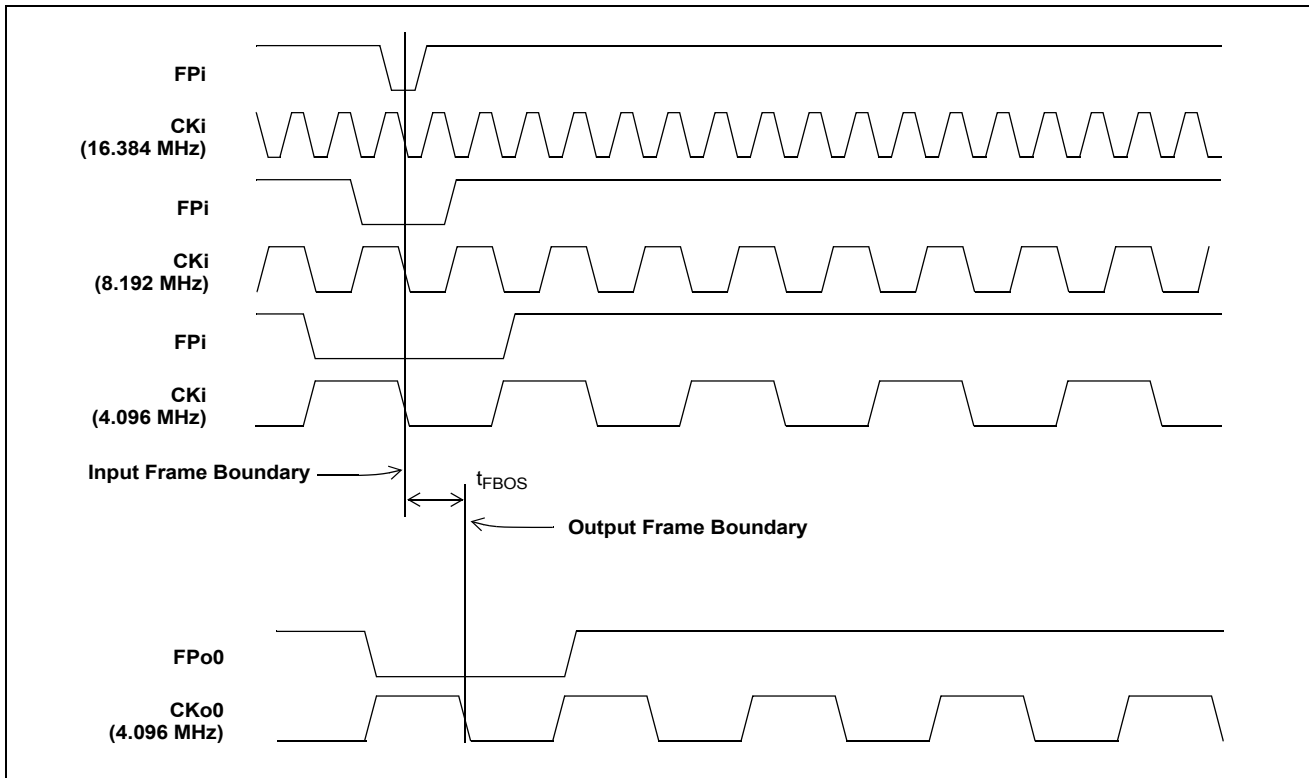 FPi
CKi
(16.384 MHz)
FPi
CKi
(8.192 MHz)
FPi
CKi
(4.096 MHz)
Input Frame Boundary
tFBOS
Output Frame Boundary
FPo0
CKo0
(4.096 MHz)